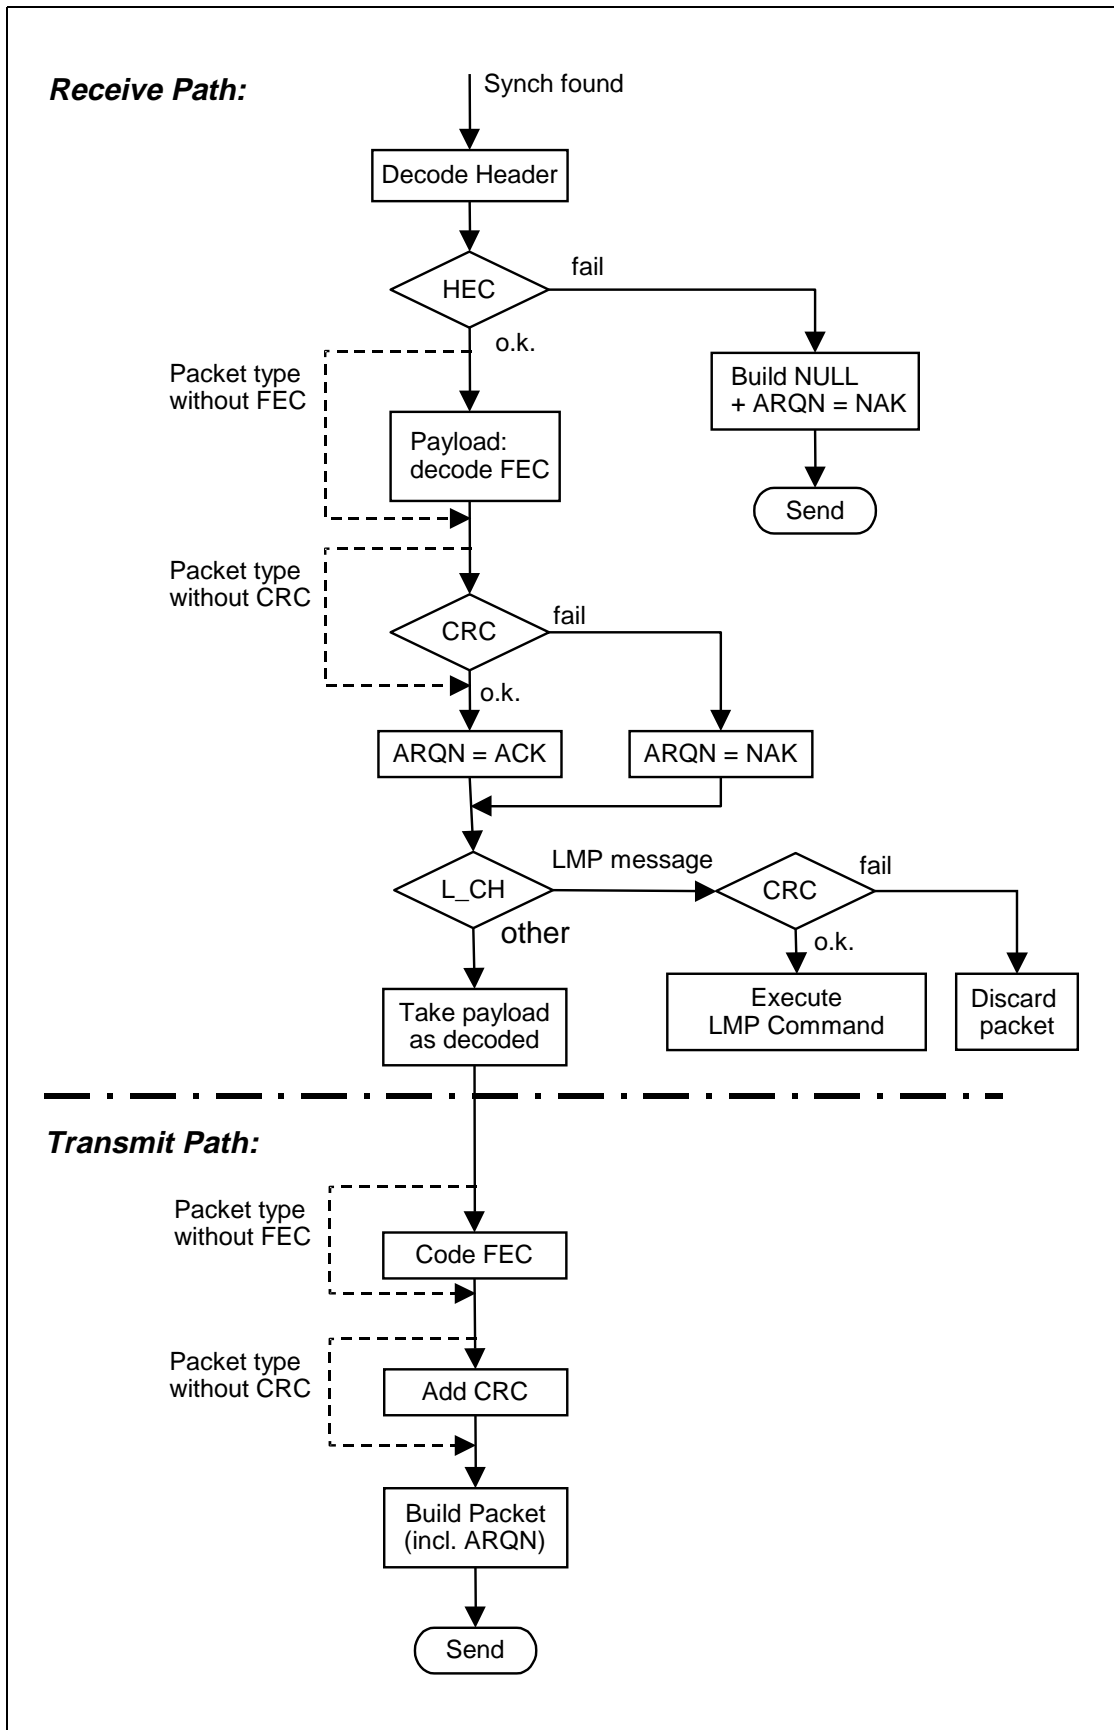 Receive Path:
Synch found
Decode Header
HEC
fail
o.k.
Packet type
without FEC
Build NULL
+ ARQN = NAK
Payload:
decode FEC
Send
Packet type
without CRC
CRC
fail
o.k.
ARQN = ACK
ARQN = NAK
L_CH
LMP message
other
CRC
fail
o.k.
Take payload
as decoded
Execute
LMP Command
Discard
packet
Transmit Path:
Packet type
without FEC
Code FEC
Packet type
without CRC
Add CRC
Build Packet
(incl. ARQN)
Send